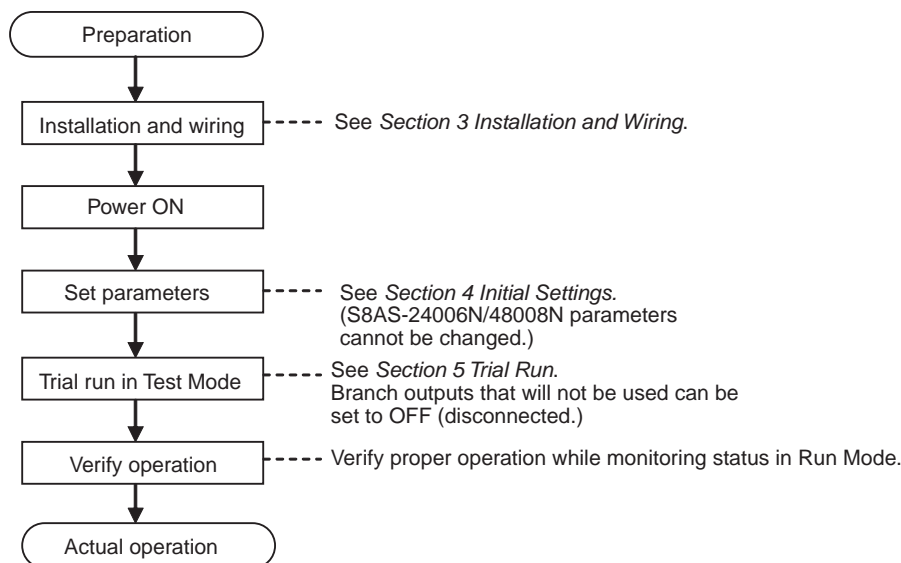 Preparation
Installation and wiring
See Section 3 Installation and Wiring.
Power ON
Set parameters
See Section 4 Initial Settings.
(S8AS-24006N/48008N parameters
cannot be changed.)
Trial run in Test Mode
See Section 5 Trial Run.
Branch outputs that will not be used can be
set to OFF (disconnected.)
Verify operation
Verify proper operation while monitoring status in Run Mode.
Actual operation